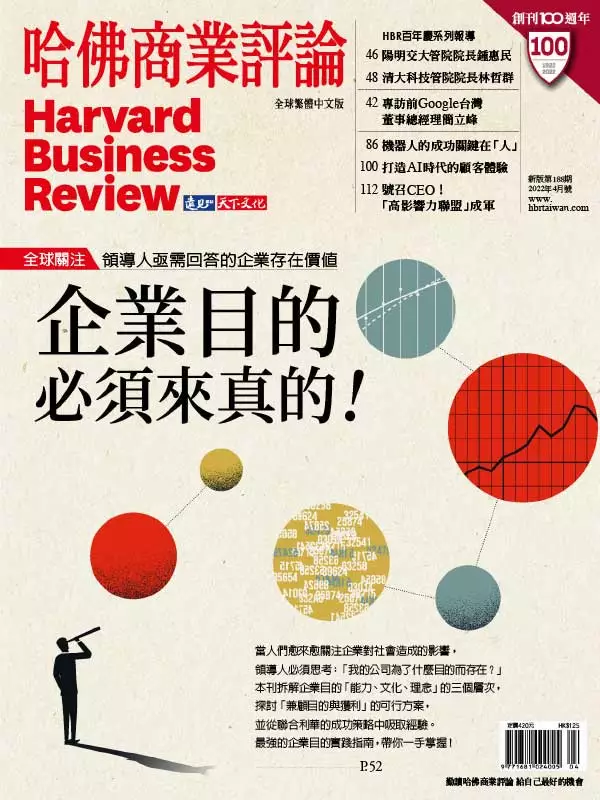 哈佛商業評論
全球繁體中文版
Harvard
Business
Review
遠見 天下文化
HBR百年慶系列報導
46 陽明交大管院院長鍾惠民
48 清大科技管院院長林哲群
42 專訪前Google台灣
董事總經理簡立峰
86 機器人的成功關鍵在「人」
100 打造AI時代的顧客體驗
112 號召CEO!
「高影響力聯盟」成軍
創刊100週年
100
1922
2022
新版第188期
2022年4月號
www.
hbrtaiwan.com
全球關注 領導人亟需回答的企業存在價值
企業目的
必須來真的!
當人們愈來愈關注企業對社會造成的影響,
領導人必須思考:「我的公司為了什麼目的而存在?」
本刊拆解企業目的「能力、文化、理念」的三個層次,
探討「兼顧目的與獲利」的可行方案,
並從聯合利華的成功策略中吸取經驗。
最強的企業目的實踐指南,帶你一手掌握!
P.52
定價420元 HK$125
9 771681 024005 04
邀請哈佛商業評論 給自己最好的機會